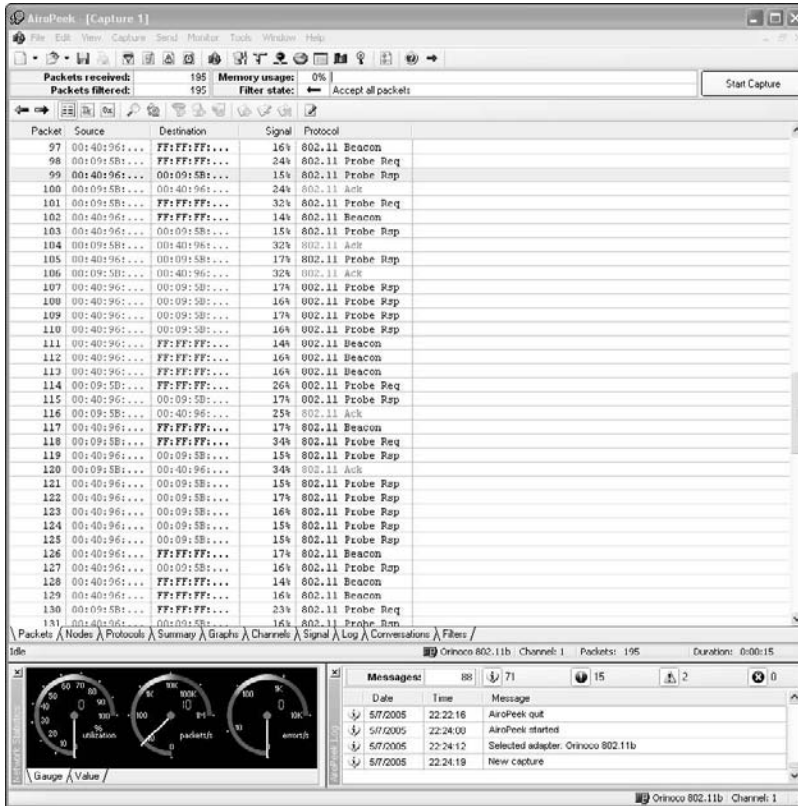 AiroPeek - [Capture 1]
File Edit View Capture Send Monitor Tools Window Help
Packets received: 195 Memory usage: 0%
Packets filtered: 195 Filter state: Accept all packets
Start Capture
Packet Source Destination Signal Protocol
97 00:40:96:... FF:FF:FF:... 16% 802.11 Beacon
98 00:09:5B:... FF:FF:FF:... 24% 802.11 Probe Req
99 00:40:96:... 00:09:5B:... 15% 802.11 Probe Rsp
100 00:09:5B:... 00:40:96:... 24% 802.11 Ack
101 00:09:5B:... FF:FF:FF:... 32% 802.11 Probe Req
102 00:40:96:... FF:FF:FF:... 14% 802.11 Beacon
103 00:40:96:... 00:09:5B:... 15% 802.11 Probe Rsp
104 00:09:5B:... 00:40:96:... 32% 802.11 Ack
105 00:40:96:... 00:09:5B:... 17% 802.11 Probe Rsp
106 00:09:5B:... 00:40:96:... 32% 802.11 Ack
107 00:40:96:... 00:09:5B:... 17% 802.11 Probe Rsp
108 00:40:96:... 00:09:5B:... 16% 802.11 Probe Rsp
109 00:40:96:... 00:09:5B:... 17% 802.11 Probe Rsp
110 00:40:96:... 00:09:5B:... 16% 802.11 Probe Rsp
111 00:40:96:... FF:FF:FF:... 14% 802.11 Beacon
112 00:40:96:... FF:FF:FF:... 16% 802.11 Beacon
113 00:40:96:... FF:FF:FF:... 16% 802.11 Beacon
114 00:09:5B:... FF:FF:FF:... 26% 802.11 Probe Req
115 00:40:96:... 00:09:5B:... 17% 802.11 Probe Rsp
116 00:09:5B:... 00:40:96:... 25% 802.11 Ack
117 00:40:96:... FF:FF:FF:... 17% 802.11 Beacon
118 00:09:5B:... FF:FF:FF:... 34% 802.11 Probe Req
119 00:40:96:... 00:09:5B:... 15% 802.11 Probe Rsp
120 00:09:5B:... 00:40:96:... 34% 802.11 Ack
121 00:40:96:... 00:09:5B:... 15% 802.11 Probe Rsp
122 00:40:96:... 00:09:5B:... 17% 802.11 Probe Rsp
123 00:40:96:... 00:09:5B:... 16% 802.11 Probe Rsp
124 00:40:96:... 00:09:5B:... 15% 802.11 Probe Rsp
125 00:40:96:... 00:09:5B:... 15% 802.11 Probe Rsp
126 00:40:96:... FF:FF:FF:... 17% 802.11 Beacon
127 00:40:96:... 00:09:5B:... 16% 802.11 Probe Rsp
128 00:40:96:... FF:FF:FF:... 14% 802.11 Beacon
129 00:40:96:... FF:FF:FF:... 16% 802.11 Beacon
130 00:09:5B:... FF:FF:FF:... 23% 802.11 Probe Req
131 00:40:96:... 00:09:5B:... 16% 802.11 Probe Rsp
Packets Nodes Protocols Summary Graphs Channels Signal Log Conversations Filters
Idle Orinoco 802.11b Channel: 1 Packets: 195 Duration: 0:00:15
Messages: 88 71 15 2 0
Date Time Message
5/7/2005 22:22:16 AiroPeek quit
5/7/2005 22:24:08 AiroPeek started
5/7/2005 22:24:12 Selected adapter: Orinoco 802.11b
5/7/2005 22:24:19 New capture
% utilization
packets/s
errors/s
Gauge Value
AiroPeek Log
Orinoco 802.11b Channel: 1